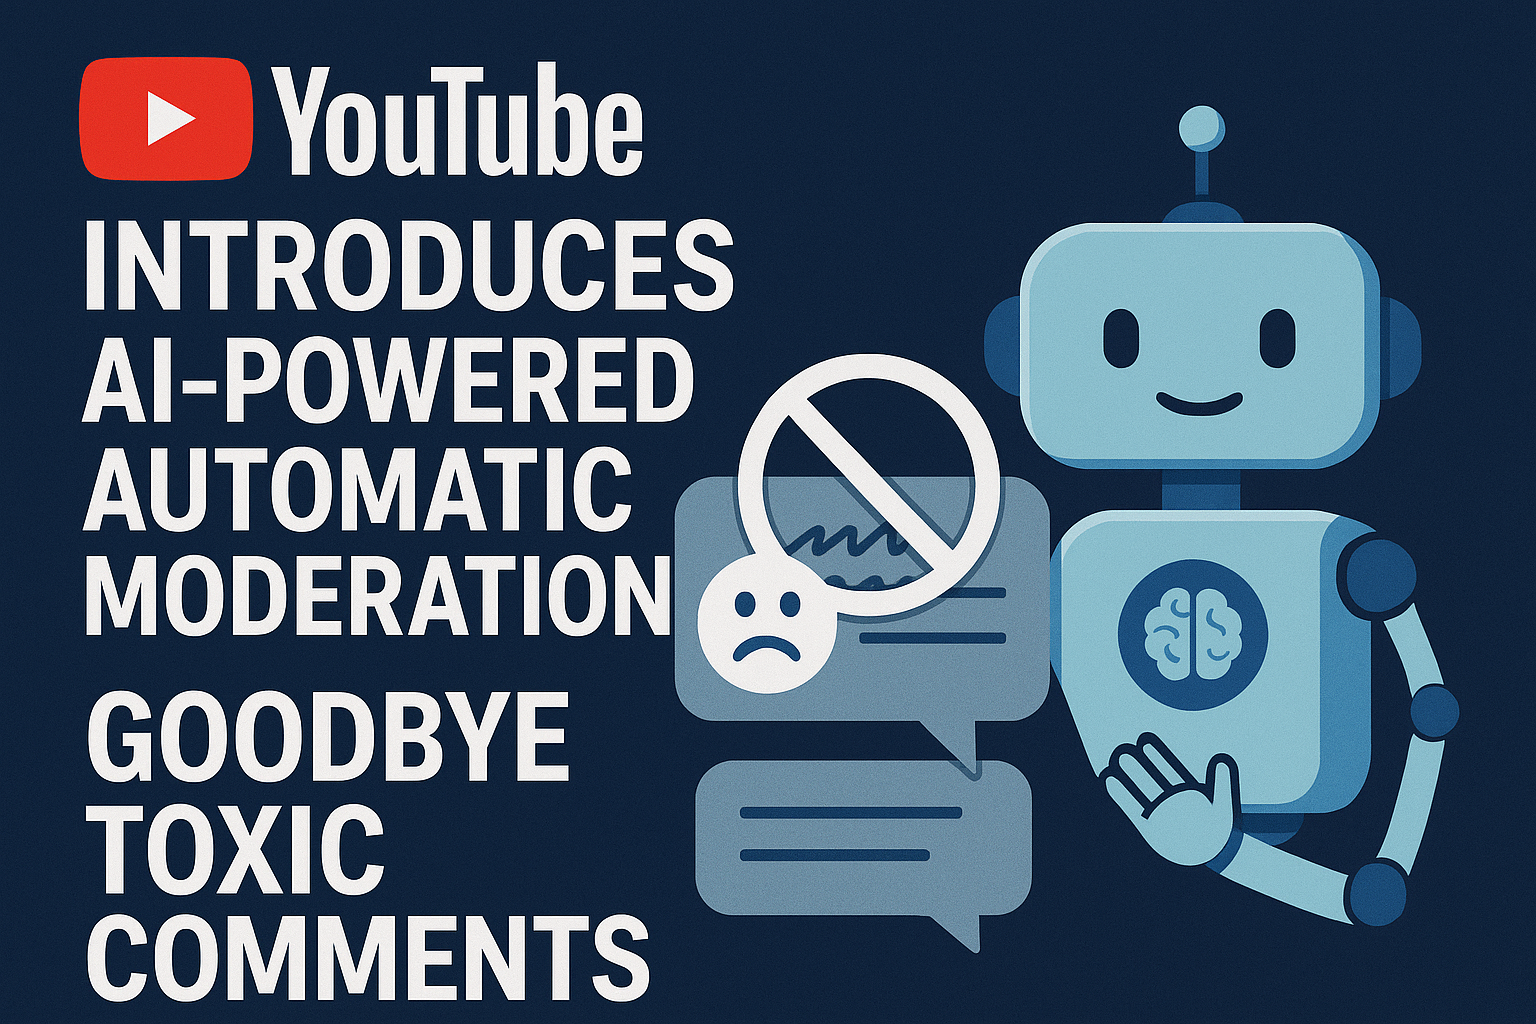 YouTube
INTRODUCES
AI-POWERED
AUTOMATIC
MODERATION
GOODBYE
TOXIC
COMMENTS